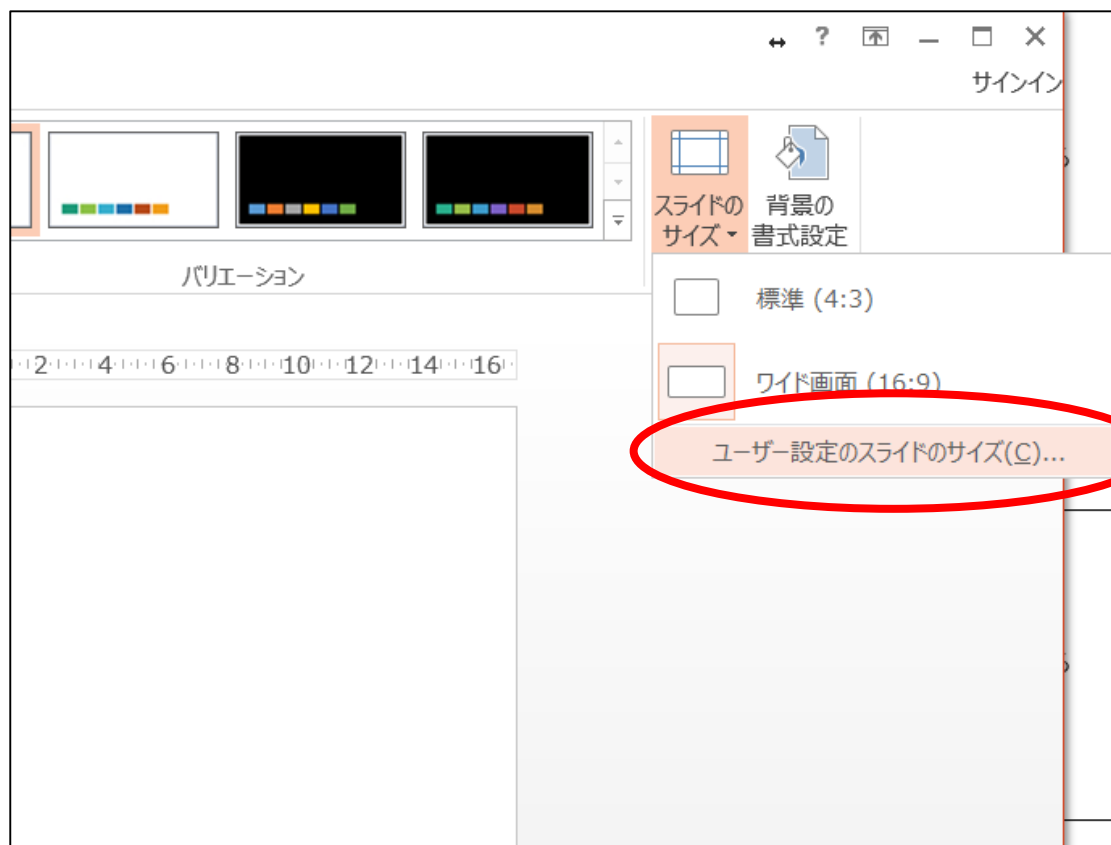 ?
サインイン
スライドの
サイズ
背景の
書式設定
バリエーション
標準 (4:3)
2 4 6 8 10 12 14 16
ワイド画面 (16:9)
ユーザー設定のスライドのサイズ(C)...